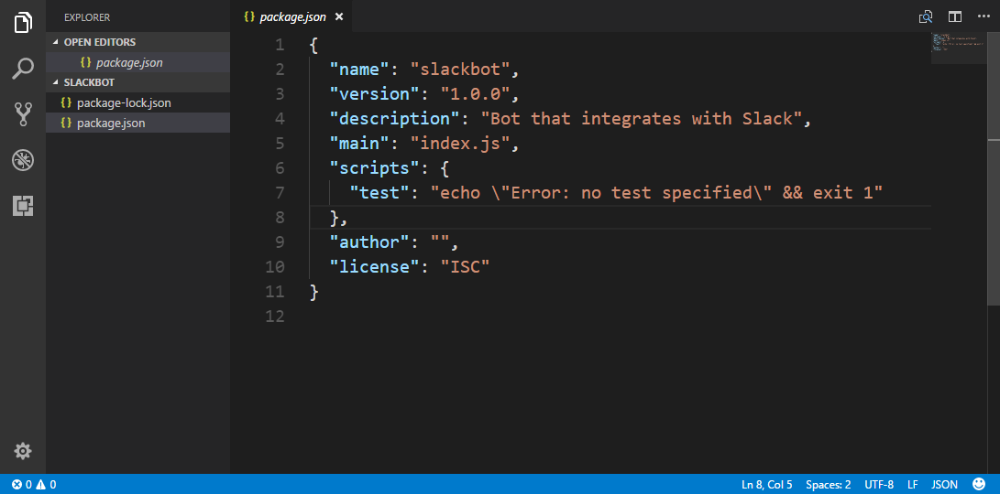 EXPLORER
OPEN EDITORS
{} package.json
SLACKBOT
{} package-lock.json
{} package.json
{} package.json ×
1 {
2 "name": "slackbot",
3 "version": "1.0.0",
4 "description": "Bot that integrates with Slack",
5 "main": "index.js",
6 "scripts": {
7 "test": "echo \"Error: no test specified\" && exit 1"
8 },
9 "author": "",
10 "license": "ISC"
11 }
12
0 0 Ln 8, Col 5 Spaces: 2 UTF-8 LF JSON